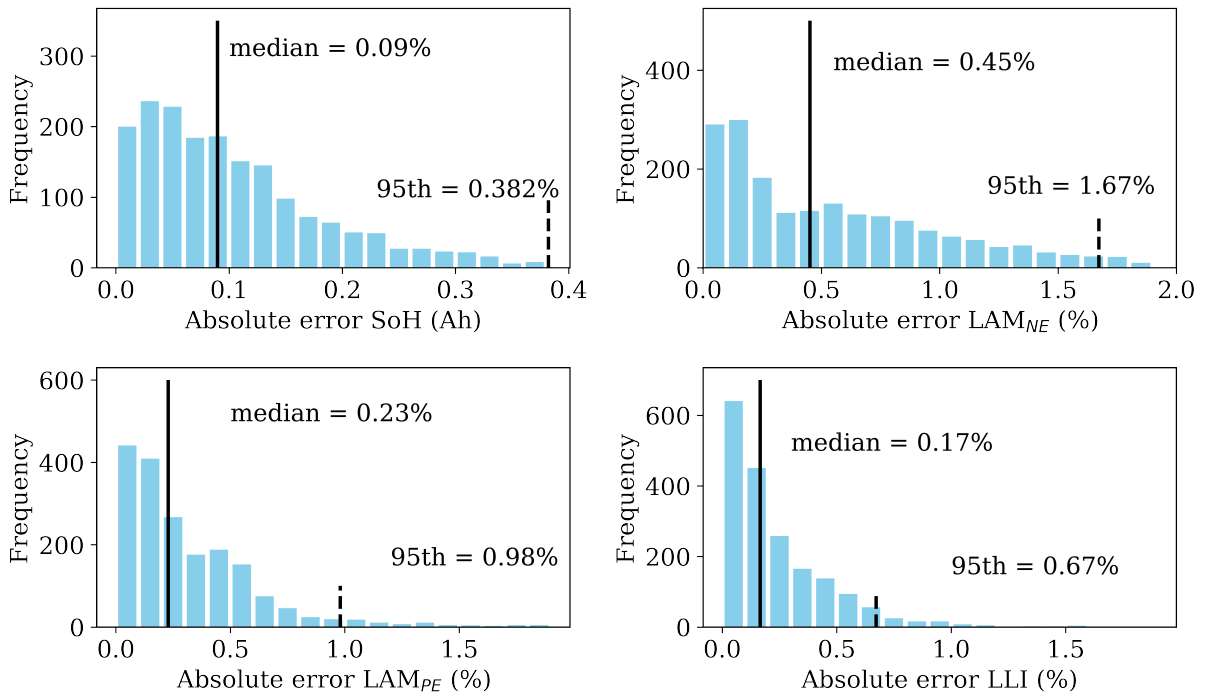 Frequency
300
200
100
0
median = 0.09%
95th = 0.382%
0.0 0.1 0.2 0.3 0.4
Absolute error SoH (Ah)
Frequency
400
200
0
median = 0.45%
95th = 1.67%
0.0 0.5 1.0 1.5 2.0
Absolute error LAM_NE (%)
Frequency
600
400
200
0
median = 0.23%
95th = 0.98%
0.0 0.5 1.0 1.5
Absolute error LAM_PE (%)
Frequency
600
400
200
0
median = 0.17%
95th = 0.67%
0.0 0.5 1.0 1.5
Absolute error LLI (%)